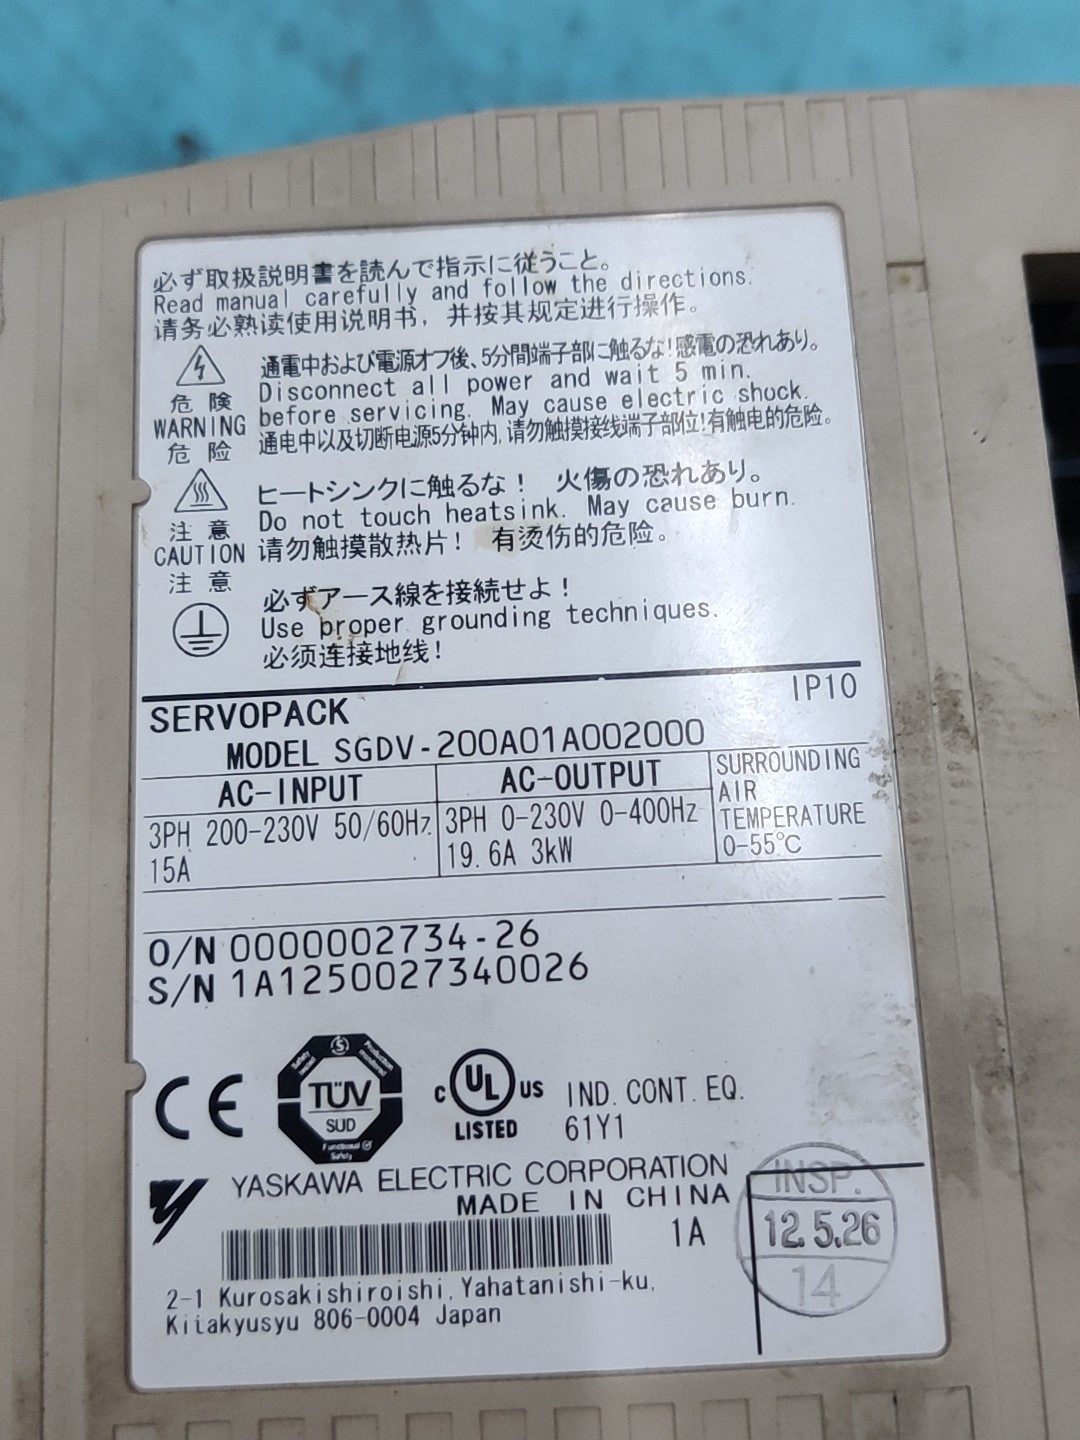 必ず取扱説明書を読んで指示に従うこと。
Read manual carefully and follow the directions.
请务必熟读使用说明书，并按其规定进行操作。
危 険
WARNING
危 险
通電中および電源オフ後、5分間端子部に触るな!感電の恐れあり。
Disconnect all power and wait 5 min.
before servicing. May cause electric shock.
通电中以及切断电源5分钟内,请勿触摸接线端子部位!有触电的危险。
注 意
CAUTION
注 意
ヒートシンクに触るな！ 火傷の恐れあり。
Do not touch heatsink. May cause burn.
请勿触摸散热片！ 有烫伤的危险。
必ずアース線を接続せよ！
Use proper grounding techniques.
必须连接地线！
IP10
SERVOPACK
MODEL SGDV-200A01A002000
AC-INPUT
3PH 200-230V 50/60Hz
15A
AC-OUTPUT
3PH 0-230V 0-400Hz
19.6A 3kW
SURROUNDING
AIR
TEMPERATURE
0-55℃
O/N 0000002734-26
S/N 1A1250027340026
CE
TÜV
SÜD
Functional
Safety
C UL US
LISTED
IND. CONT. EQ.
61Y1
YASKAWA ELECTRIC CORPORATION
MADE IN CHINA
1A
INSP.
12.5.26
14
2-1 Kurosakishiroishi, Yahatanishi-ku,
Kitakyusyu 806-0004 Japan